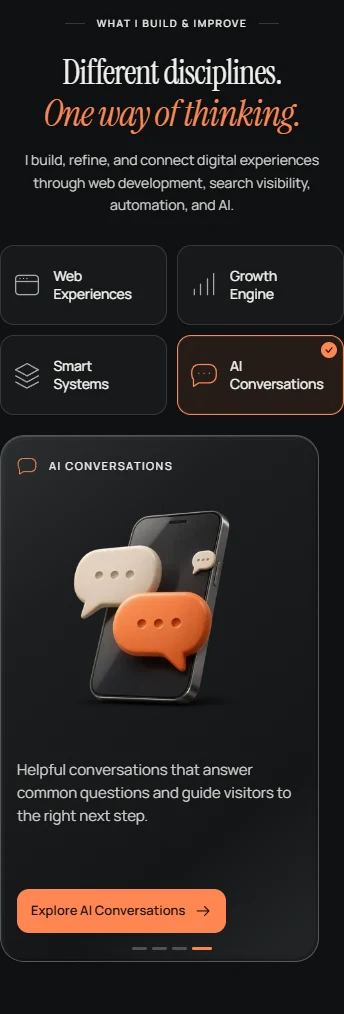 WHAT I BUILD & IMPROVE
Different disciplines.
One way of thinking.
I build, refine, and connect digital experiences
through web development, search visibility,
automation, and AI.
Web
Experiences
Growth
Engine
Smart
Systems
AI
Conversations
AI CONVERSATIONS
Helpful conversations that answer
common questions and guide visitors to
the right next step.
Explore AI Conversations →